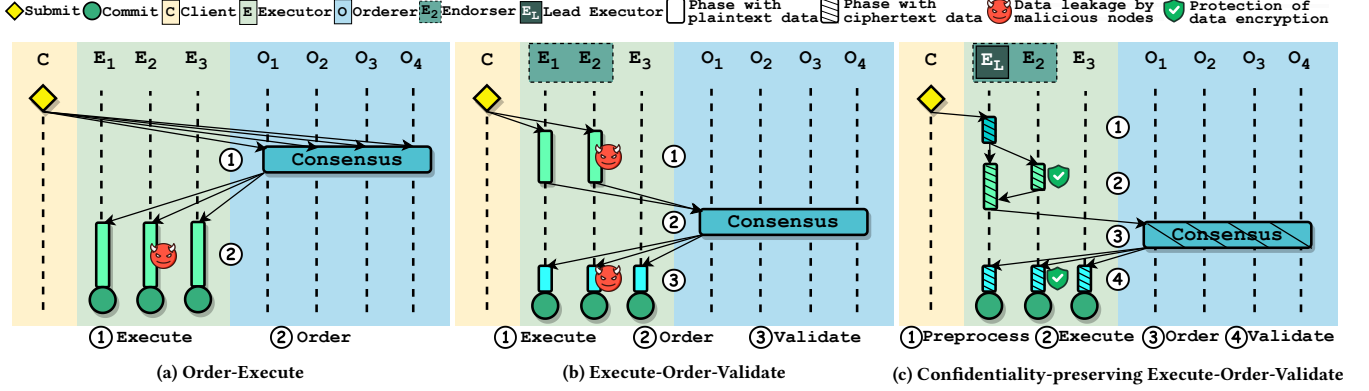 Submit Commit C Client E Executor O Orderer E2 Endorser EL Lead Executor Phase with plaintext data Phase with ciphertext data Data leakage by malicious nodes Protection of data encryption
C E1 E2 E3 O1 O2 O3 O4
① Consensus
②
① Execute ② Order
(a) Order-Execute
C E1 E2 E3 O1 O2 O3 O4
①
② Consensus
③
① Execute ② Order ③ Validate
(b) Execute-Order-Validate
C EL E2 E3 O1 O2 O3 O4
①
②
③ Consensus
④
① Preprocess ② Execute ③ Order ④ Validate
(c) Confidentiality-preserving Execute-Order-Validate